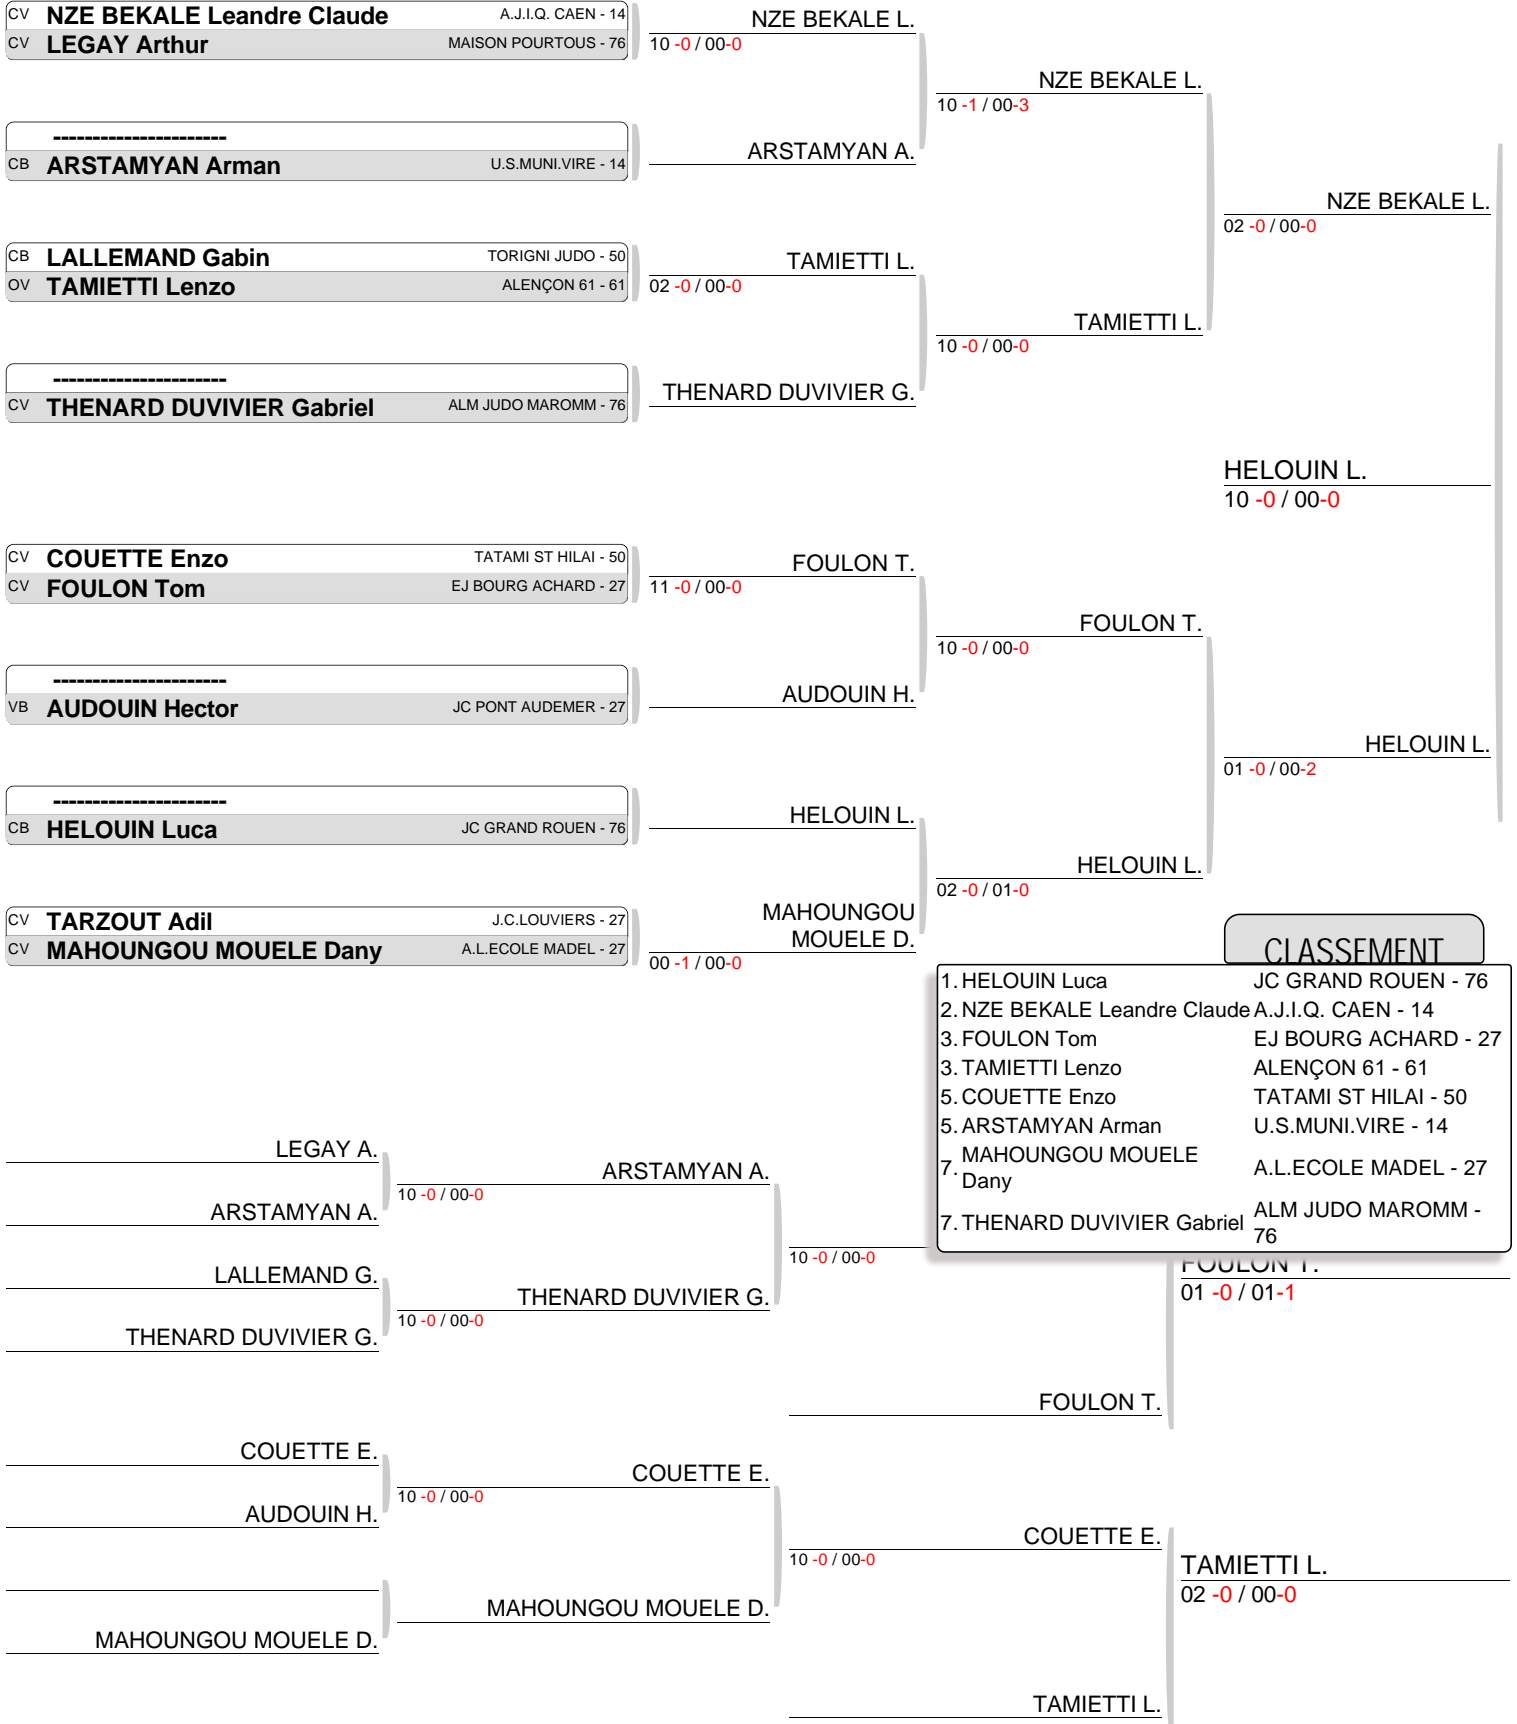 CV NZE BEKALE Leandre Claude A.J.I.Q. CAEN - 14
CV LEGAY Arthur MAISON POURTOUS - 76
NZE BEKALE L.
10 -0 / 00-0
NZE BEKALE L.
10 -1 / 00-3
----------------------
CB ARSTAMYAN Arman U.S.MUNI.VIRE - 14
ARSTAMYAN A.
NZE BEKALE L.
02 -0 / 00-0
CB LALLEMAND Gabin TORIGNI JUDO - 50
OV TAMIETTI Lenzo ALENÇON 61 - 61
TAMIETTI L.
02 -0 / 00-0
TAMIETTI L.
10 -0 / 00-0
----------------------
CV THENARD DUVIVIER Gabriel ALM JUDO MAROMM - 76
THENARD DUVIVIER G.
HELOUIN L.
10 -0 / 00-0
CV COUETTE Enzo TATAMI ST HILAI - 50
CV FOULON Tom EJ BOURG ACHARD - 27
FOULON T.
11 -0 / 00-0
FOULON T.
10 -0 / 00-0
----------------------
VB AUDOUIN Hector JC PONT AUDEMER - 27
AUDOUIN H.
HELOUIN L.
01 -0 / 00-2
----------------------
CB HELOUIN Luca JC GRAND ROUEN - 76
HELOUIN L.
HELOUIN L.
02 -0 / 01-0
CV TARZOUT Adil J.C.LOUVIERS - 27
CV MAHOUNGOU MOUELE Dany A.L.ECOLE MADEL - 27
MAHOUNGOU
MOUELE D.
00 -1 / 00-0
CLASSEMENT
1. HELOUIN Luca JC GRAND ROUEN - 76
2. NZE BEKALE Leandre Claude A.J.I.Q. CAEN - 14
3. FOULON Tom EJ BOURG ACHARD - 27
3. TAMIETTI Lenzo ALENÇON 61 - 61
5. COUETTE Enzo TATAMI ST HILAI - 50
5. ARSTAMYAN Arman U.S.MUNI.VIRE - 14
7. MAHOUNGOU MOUELE
Dany A.L.ECOLE MADEL - 27
7. THENARD DUVIVIER Gabriel ALM JUDO MAROMM -
76
LEGAY A.
ARSTAMYAN A.
ARSTAMYAN A.
10 -0 / 00-0
LALLEMAND G.
THENARD DUVIVIER G.
THENARD DUVIVIER G.
10 -0 / 00-0
10 -0 / 00-0
FOULON T.
01 -0 / 01-1
FOULON T.
COUETTE E.
AUDOUIN H.
COUETTE E.
10 -0 / 00-0
MAHOUNGOU MOUELE D.
MAHOUNGOU MOUELE D.
COUETTE E.
10 -0 / 00-0
TAMIETTI L.
02 -0 / 00-0
TAMIETTI L.